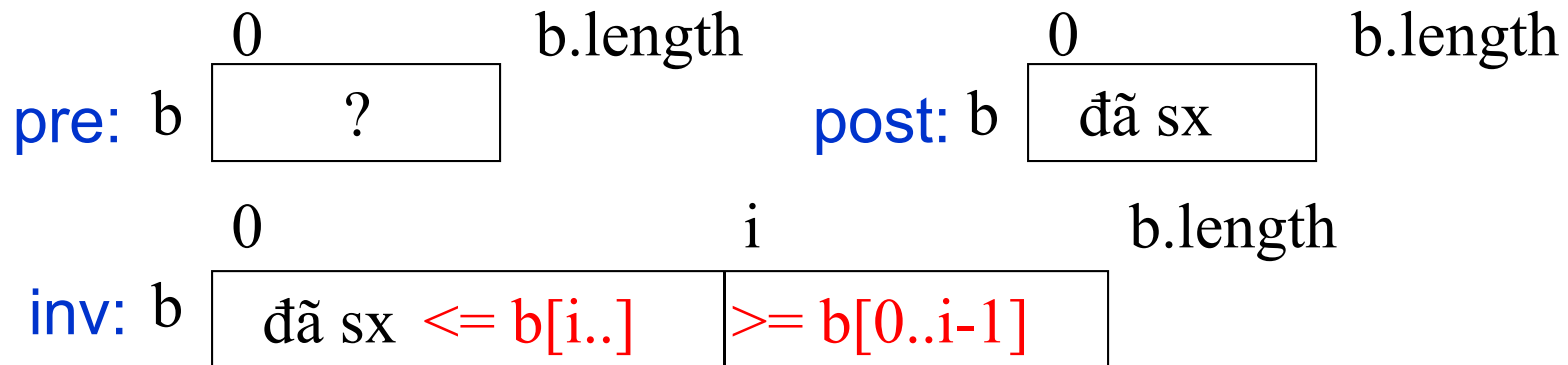 0 b.length 0 b.length
pre: b ? post: b đã sx
0 i b.length
inv: b đã sx <= b[i..] >= b[0..i-1]